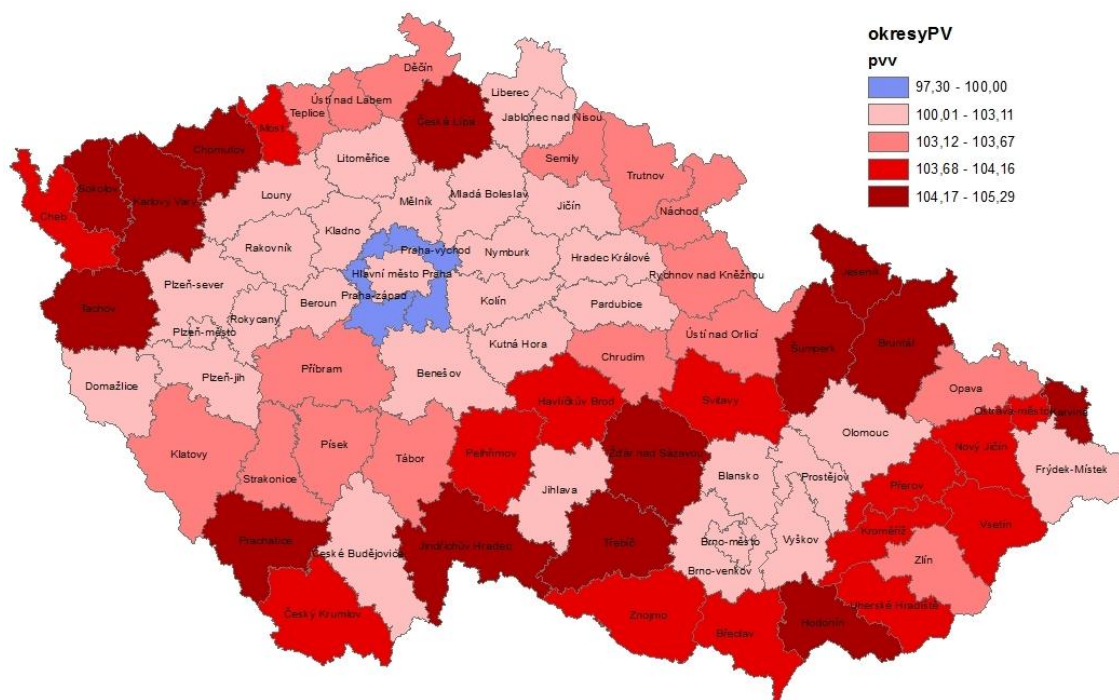 okresyPV
pvv
97,30 - 100,00
100,01 - 103,11
103,12 - 103,67
103,68 - 104,16
104,17 - 105,29
Děčín
Liberec
Ústí nad Labem
Teplice
Jablonec nad Nisou
Česká Lípa
Most
Chomutov
Litoměřice
Semily
Trutnov
Sokolov
Karlovy Vary
Louny
Mladá Boleslav
Mělník
Jičín
Náchod
Cheb
Kladno
Rakovník
Praha-východ
Nymburk
Hradec Králové
Hlavní město Praha
Rychnov nad Kněžnou
Jeseník
Plzeň-sever
Praha-západ
Beroun
Kolín
Pardubice
Tachov
Rokycany
Plzeň-město
Ústí nad Orlicí
Kutná Hora
Šumperk
Bruntál
Chrudim
Příbram
Benešov
Plzeň-jih
Domažlice
Opava
Havlíčkův Brod
Svitavy
Ostrava-město
Karviná
Olomouc
Písek
Nový Jičín
Klatovy
Tábor
Pelhřimov
Žďár nad Sázavou
Frýdek-Místek
Blansko
Prostějov
Strakonice
Přerov
Jihlava
Vsetín
Kroměříž
Prachatice
České Budějovice
Jindřichův Hradec
Třebíč
Brno-město
Vyškov
Zlín
Brno-venkov
Uherské Hradiště
Český Krumlov
Znojmo
Hodonín
Břeclav